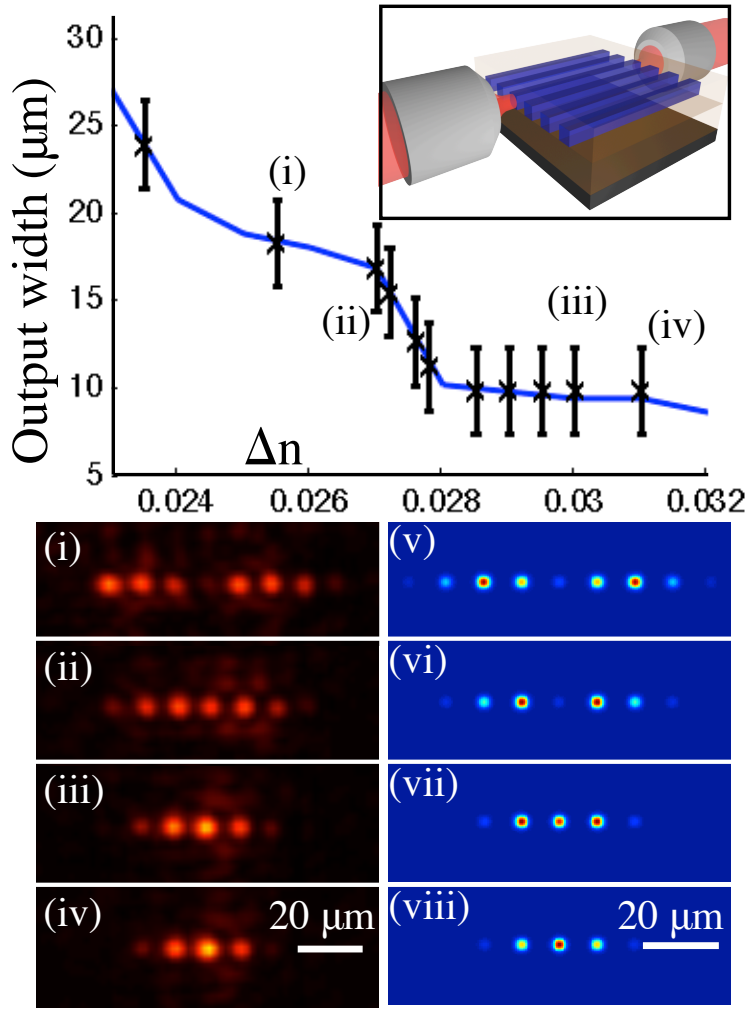 30
25
20
15
10
5
Output width (μm)
(i)
(ii)
(iii)
(iv)
Δn
0.024
0.026
0.028
0.03
0.032
(i)
(v)
(ii)
(vi)
(iii)
(vii)
(iv)
20 μm
(viii)
20 μm